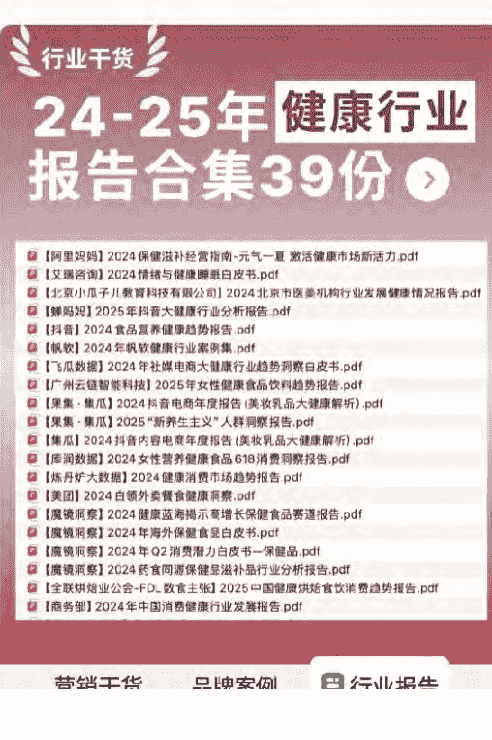 行业干货
24-25年健康行业
报告合集39份
【阿里妈妈】2024保健滋补经营指南-元气一夏 激活健康市场新活力.pdf
【艾瑞咨询】2024情绪与健康睡眠白皮书.pdf
【北京小瓜子儿教育科技有限公司】2024北京市医美机构行业发展健康情况报告.pdf
【蝉妈妈】2025年抖音大健康行业分析报告.pdf
【抖音】2024食品营养健康趋势报告.pdf
【帆软】2024年帆软健康行业案例集.pdf
【飞瓜数据】2024年社媒电商大健康行业趋势洞察白皮书.pdf
【广州云链智能科技】2025年女性健康食品饮料趋势报告.pdf
【果集·集瓜】2024抖音电商年度报告(美妆乳品大健康解析).pdf
【果集·集瓜】2025“新养生主义”人群洞察报告.pdf
【集瓜】2024抖音内容电商年度报告(美妆乳品大健康解析).pdf
【库润数据】2024女性营养健康食品618消费洞察报告.pdf
【炼丹炉大数据】2024健康消费市场趋势报告.pdf
【美团】2024白领外卖餐食健康洞察.pdf
【魔镜洞察】2024健康蓝海揭示高增长保健食品赛道报告.pdf
【魔镜洞察】2024年海外保健食品白皮书.pdf
【魔镜洞察】2024年Q2消费潜力白皮书—保健品.pdf
【魔镜洞察】2024药食同源保健品滋补品行业分析报告.pdf
【全联烘焙业公会-FDL数食主张】2025中国健康烘焙食饮消费趋势报告.pdf
【商务部】2024年中国消费健康行业发展报告.pdf
营销干货 品牌案例 行业报告